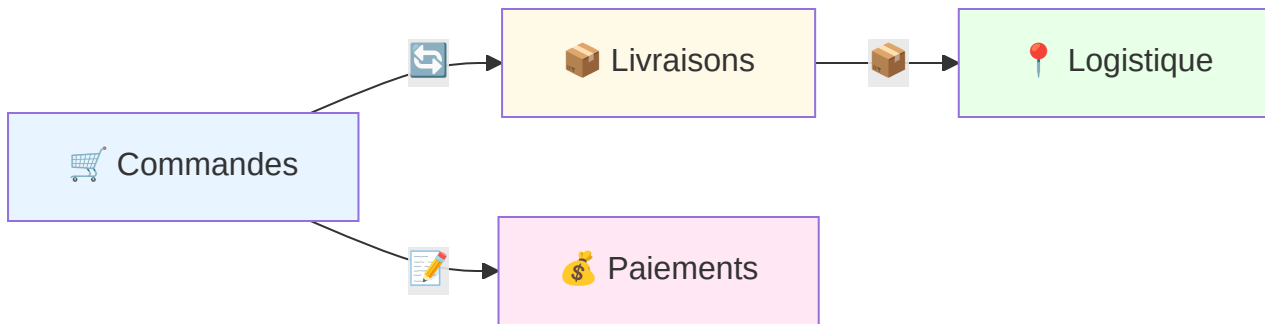 🛒 Commandes
🔄
📦 Livraisons
📦
📍 Logistique
📝
💰 Paiements